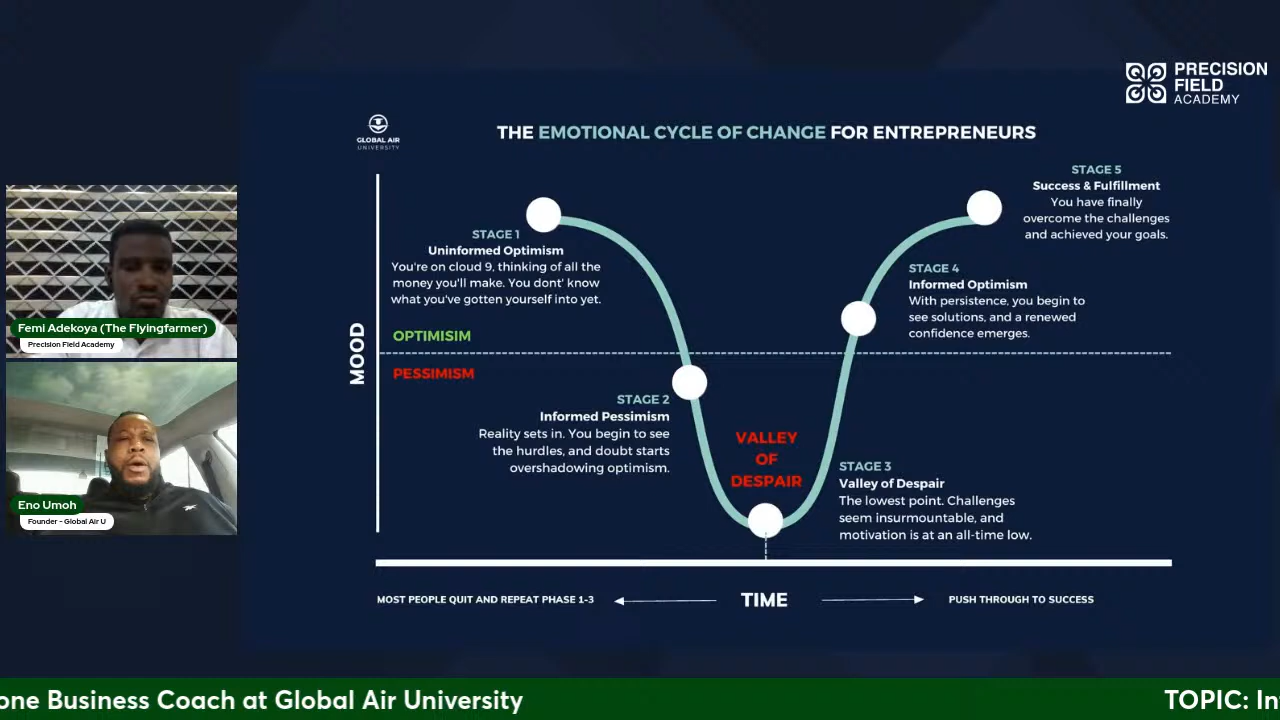 PRECISION
FIELD
ACADEMY
GLOBAL AIR
UNIVERSITY
THE EMOTIONAL CYCLE OF CHANGE FOR ENTREPRENEURS
MOOD
STAGE 1
Uninformed Optimism
You're on cloud 9, thinking of all the
money you'll make. You dont' know
what you've gotten yourself into yet.
OPTIMISIM
PESSIMISM
STAGE 2
Informed Pessimism
Reality sets in. You begin to see
the hurdles, and doubt starts
overshadowing optimism.
VALLEY
OF
DESPAIR
STAGE 3
Valley of Despair
The lowest point. Challenges
seem insurmountable, and
motivation is at an all-time low.
STAGE 4
Informed Optimism
With persistence, you begin to
see solutions, and a renewed
confidence emerges.
STAGE 5
Success & Fulfillment
You have finally
overcome the challenges
and achieved your goals.
MOST PEOPLE QUIT AND REPEAT PHASE 1-3
TIME
PUSH THROUGH TO SUCCESS
Femi Adekoya (The Flyingfarmer)
Precision Field Academy
Eno Umoh
Founder - Global Air U
one Business Coach at Global Air University
TOPIC: In